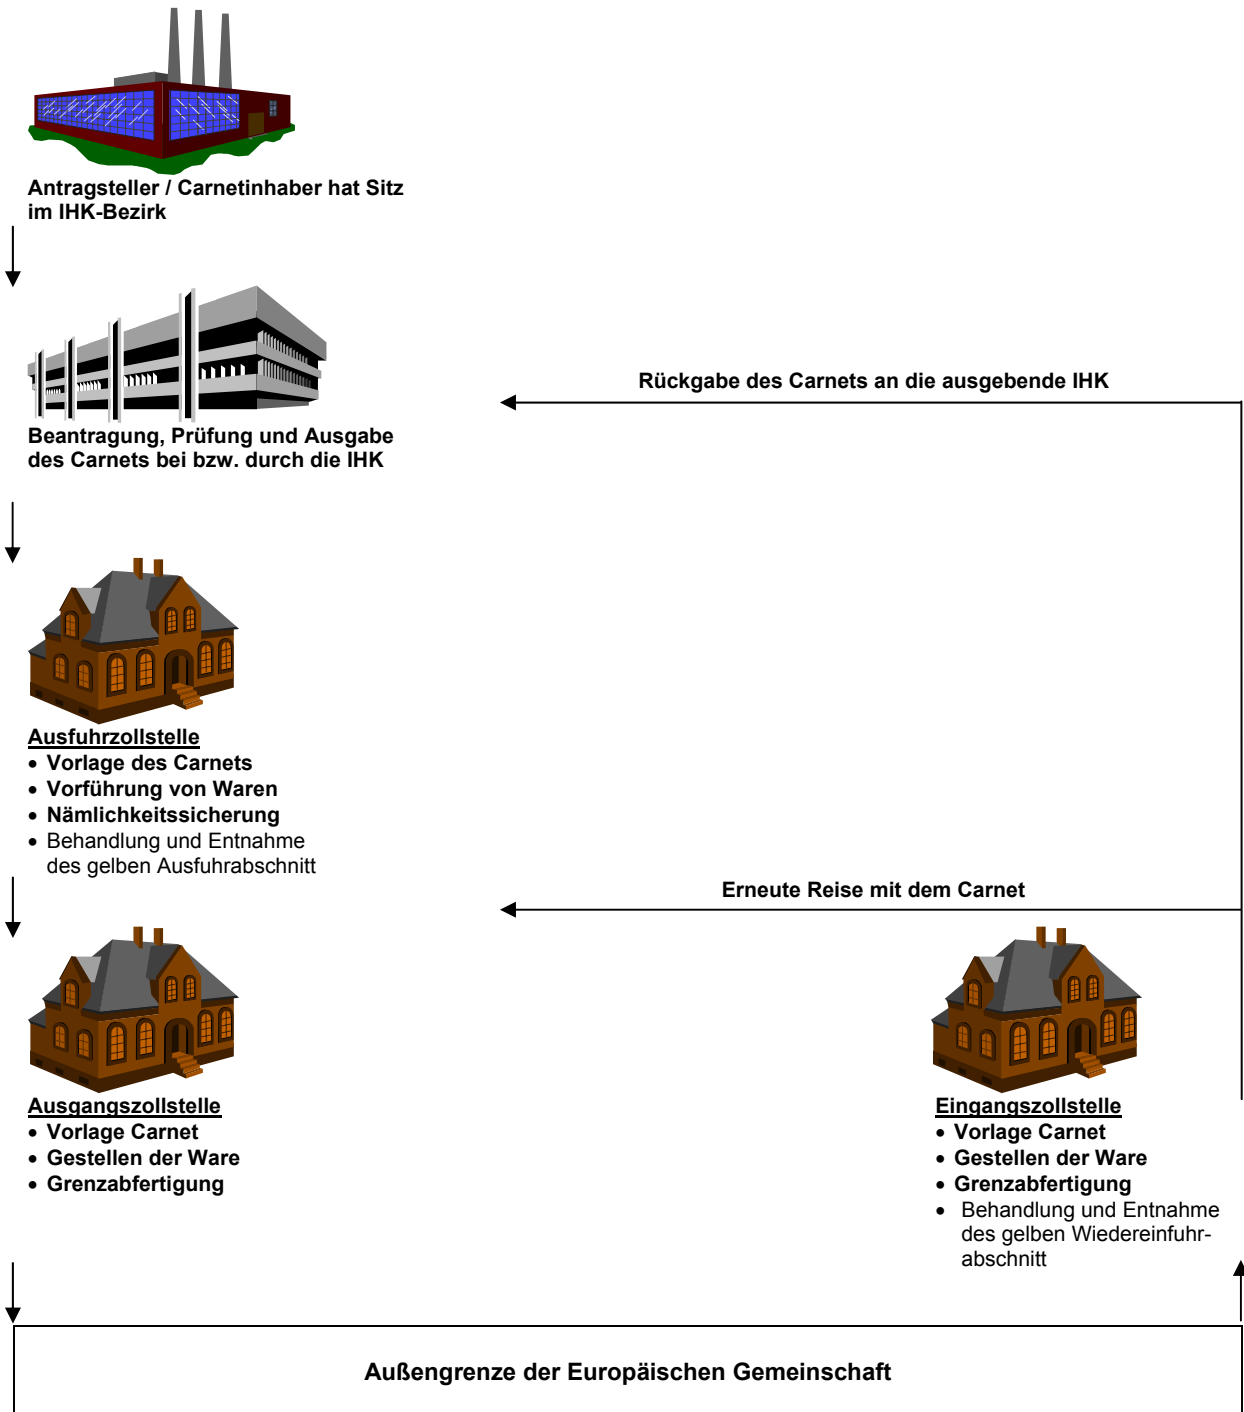 Antragsteller / Carnetinhaber hat Sitz
im IHK-Bezirk
Rückgabe des Carnets an die ausgebende IHK
Beantragung, Prüfung und Ausgabe
des Carnets bei bzw. durch die IHK
Ausfuhrzollstelle
• Vorlage des Carnets
• Vorführung von Waren
• Nämlichkeitssicherung
• Behandlung und Entnahme
des gelben Ausfuhrabschnitt
Erneute Reise mit dem Carnet
Ausgangszollstelle
• Vorlage Carnet
• Gestellen der Ware
• Grenzabfertigung
Eingangszollstelle
• Vorlage Carnet
• Gestellen der Ware
• Grenzabfertigung
• Behandlung und Entnahme
des gelben Wiedereinfuhr-
abschnitt
Außengrenze der Europäischen Gemeinschaft